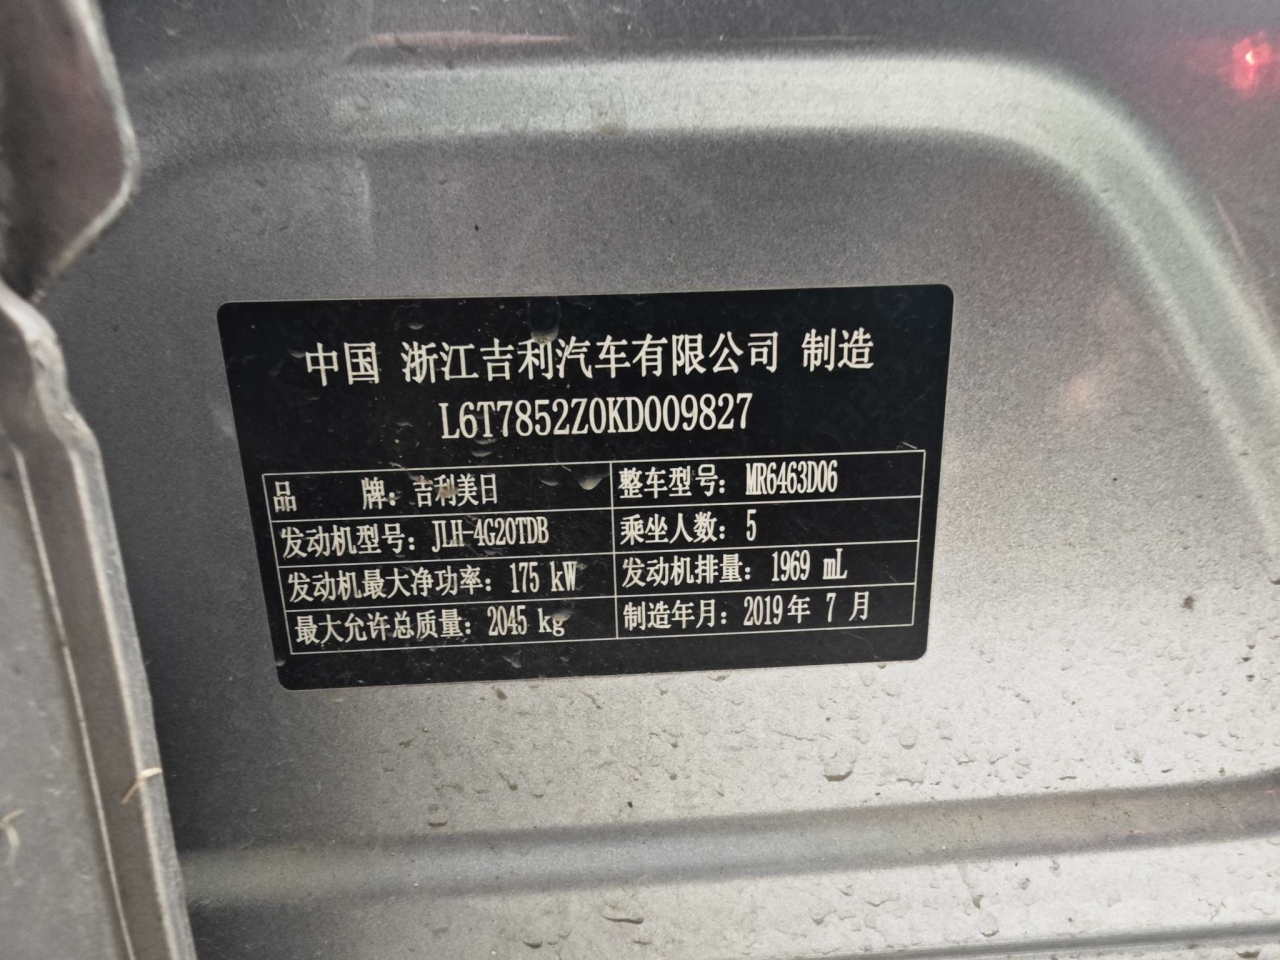 中国 浙江吉利汽车有限公司 制造
L6T7852Z0KD009827
品 牌：吉利美日 整车型号：MR6463D06
发动机型号：JLH-4G20TDB 乘坐人数：5
发动机最大净功率：175 kW 发动机排量：1969 mL
最大允许总质量：2045 kg 制造年月：2019年 7 月